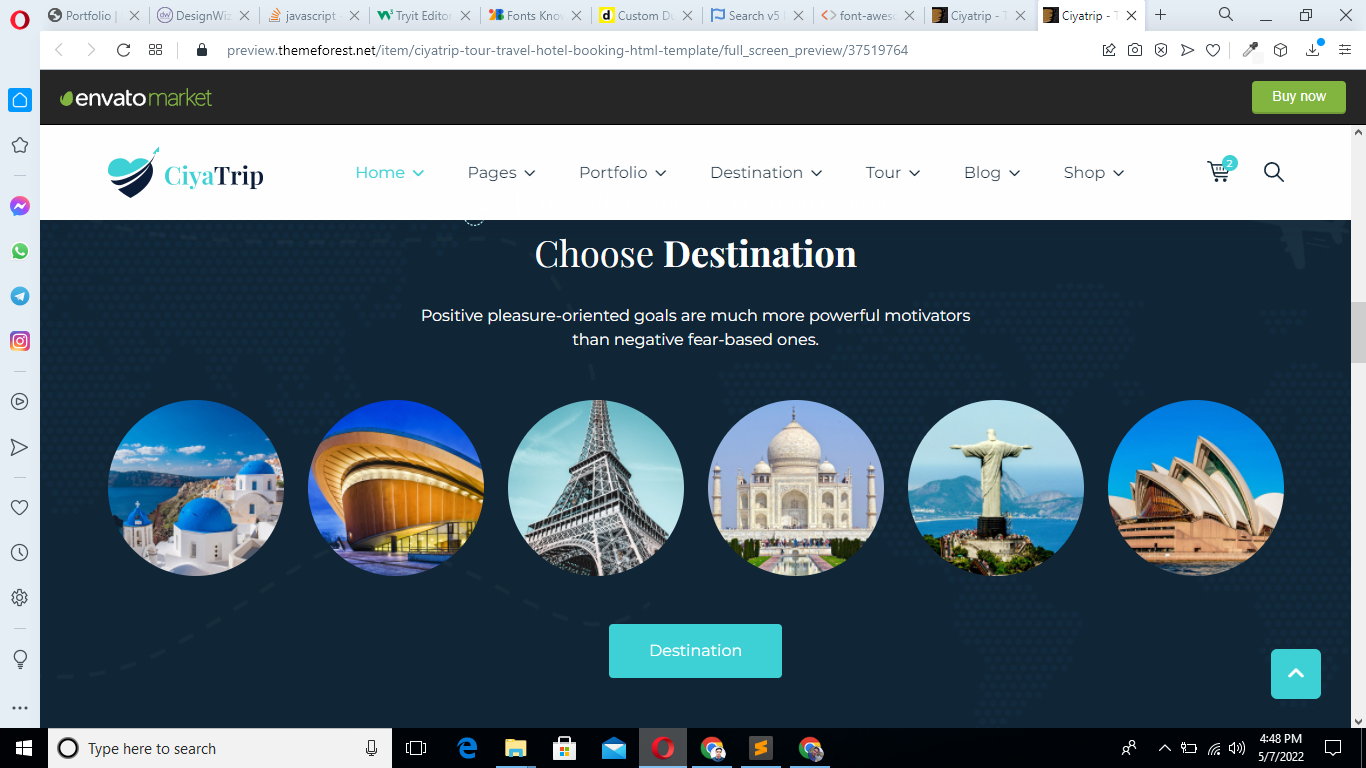 Portfolio |
DesignWiz
javascript -
Tryit Editor
Fonts Know
Custom Do
Search v5 |
font-aweso
Ciyatrip - T
Ciyatrip - T
preview.themeforest.net/item/ciyatrip-tour-travel-hotel-booking-html-template/full_screen_preview/37519764
envatomarket
Buy now
CiyaTrip
Home
Pages
Portfolio
Destination
Tour
Blog
Shop
2
Choose Destination
Positive pleasure-oriented goals are much more powerful motivators
than negative fear-based ones.
Destination
Type here to search
4:48 PM
5/7/2022